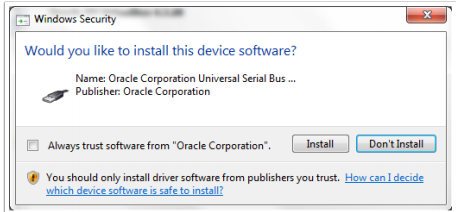 Windows Security
Would you like to install this device software?
Name: Oracle Corporation Universal Serial Bus ...
Publisher: Oracle Corporation
Always trust software from "Oracle Corporation".
Install
Don't Install
You should only install driver software from publishers you trust. How can I decide
which device software is safe to install?